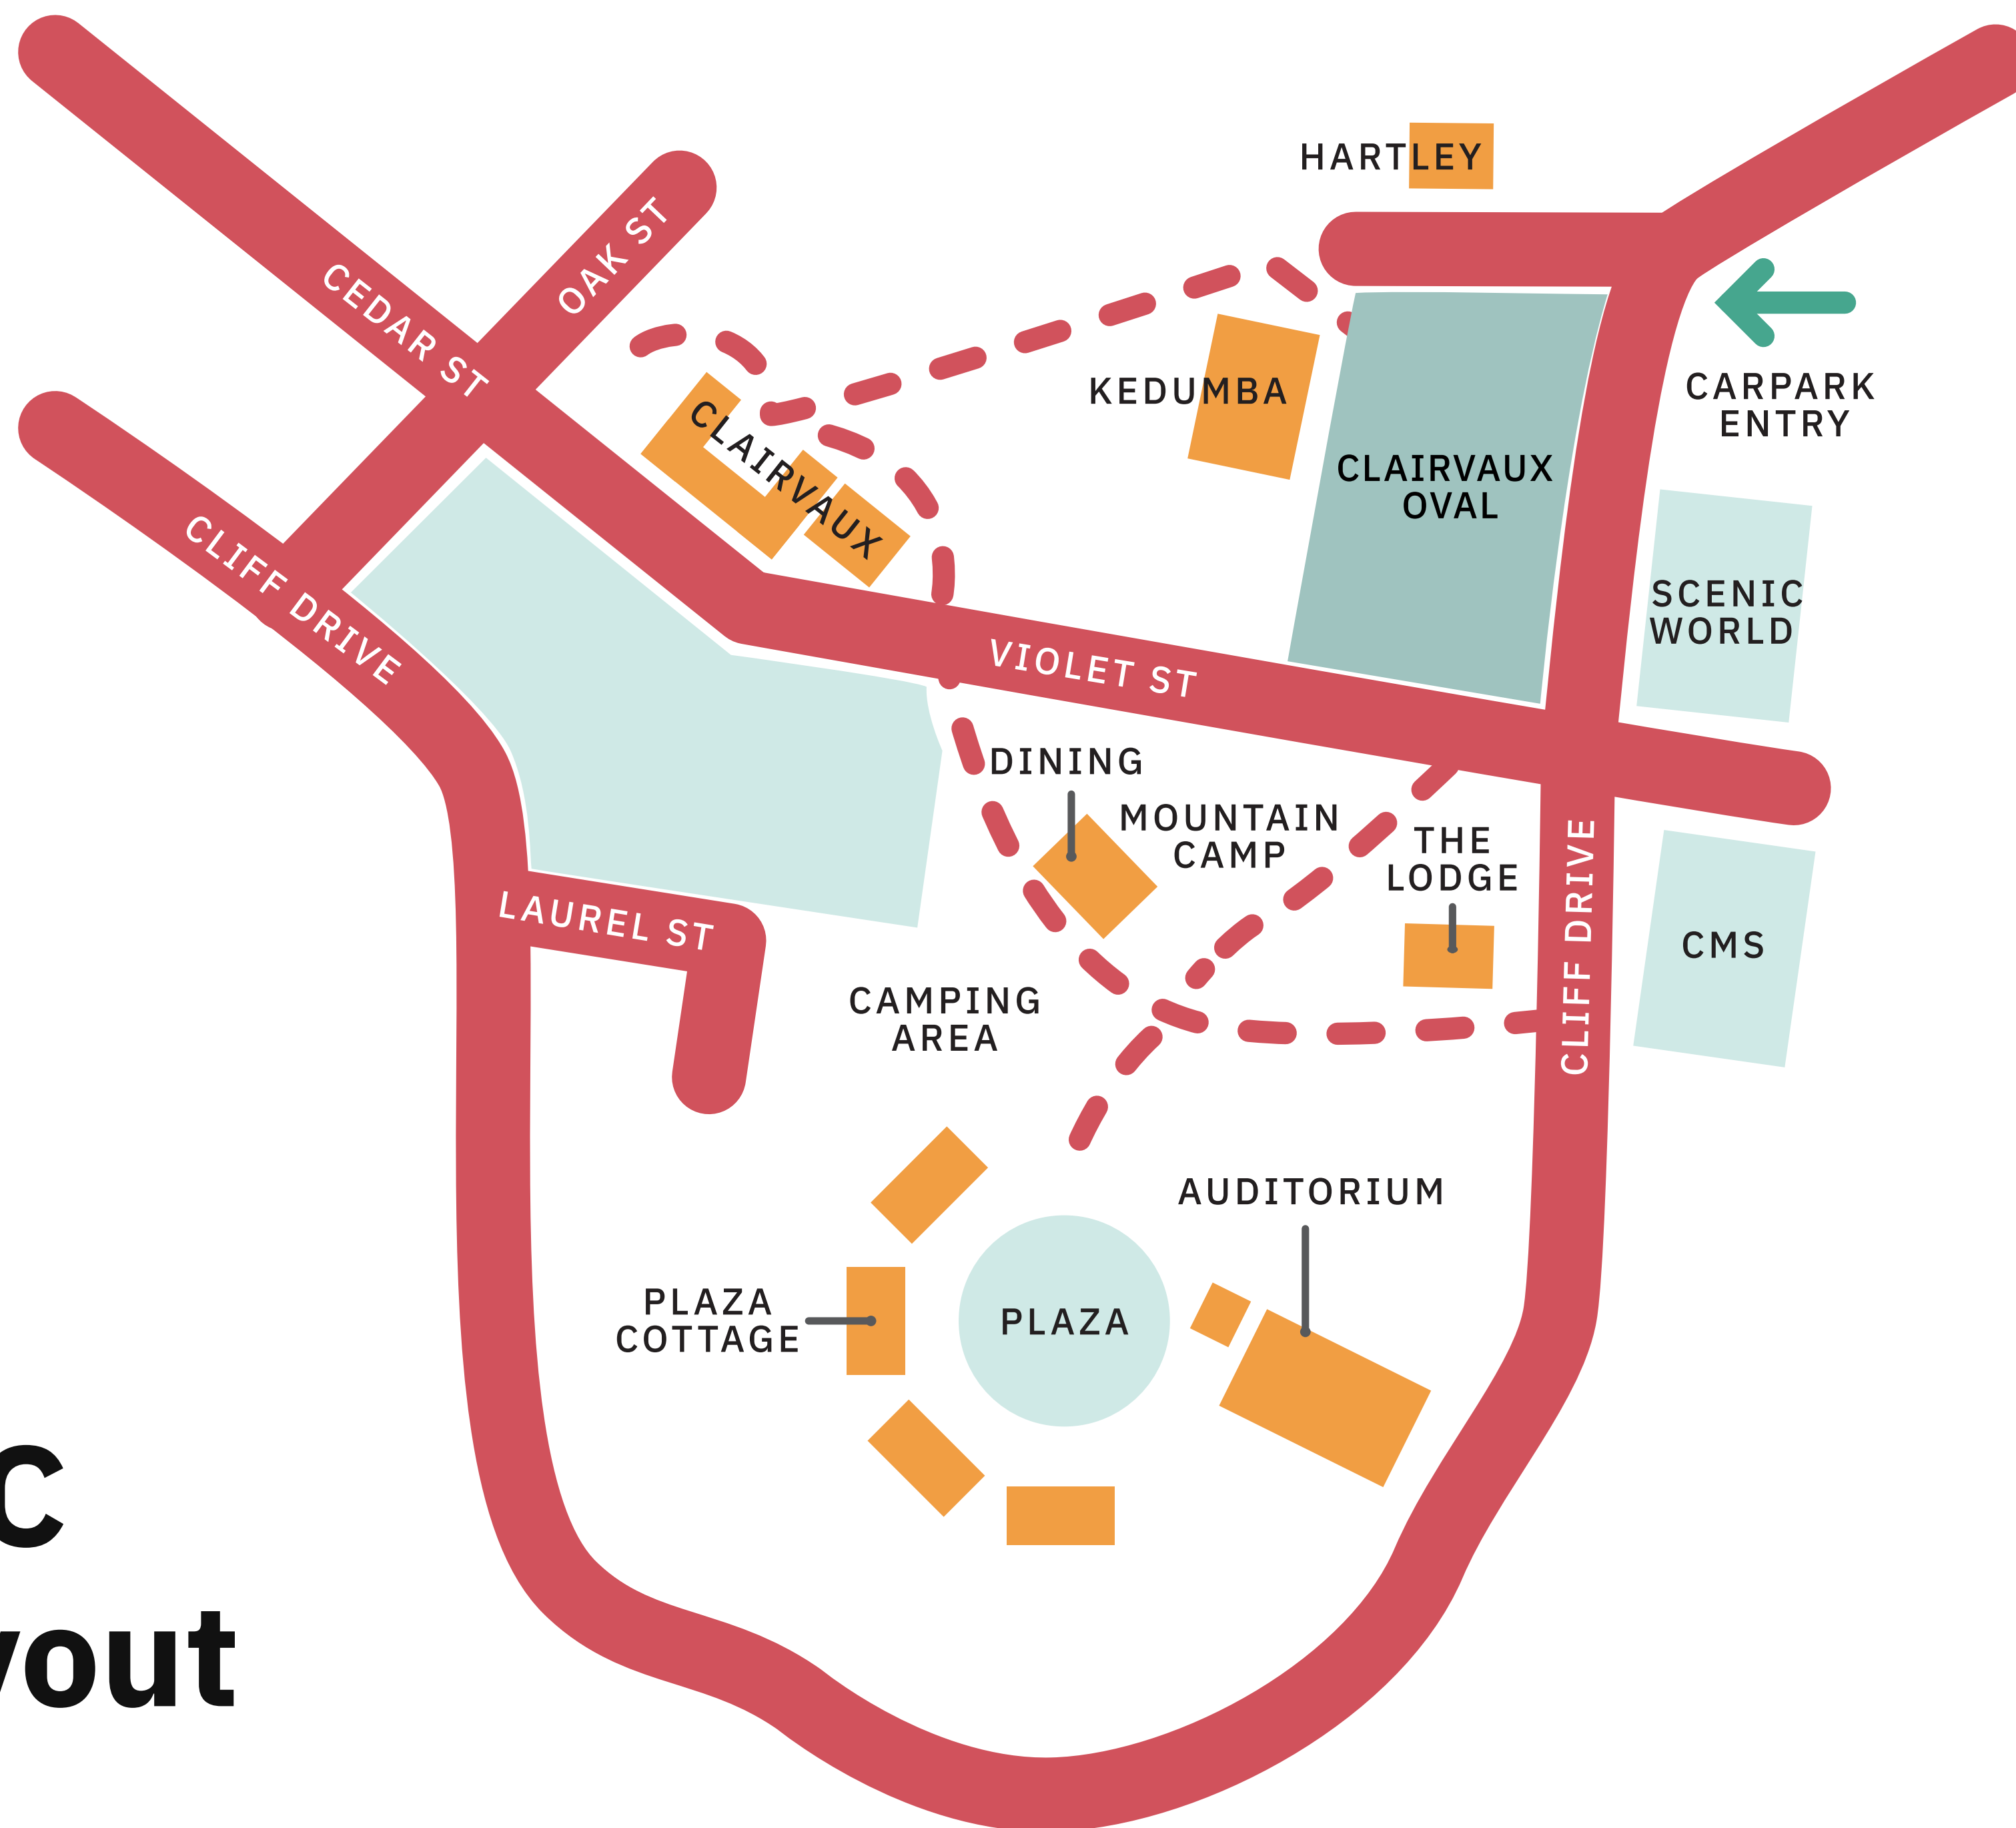 HARTLEY
OAK ST
CEDAR ST
KEDUMBA
CARPARK
ENTRY
CLAIRVAUX
CLAIRVAUX
OVAL
CLIFF DRIVE
SCENIC
WORLD
VIOLET ST
DINING
MOUNTAIN
CAMP
THE
LODGE
LAUREL ST
CLIFF DRIVE
CMS
CAMPING
AREA
AUDITORIUM
PLAZA
COTTAGE
PLAZA
C
yout